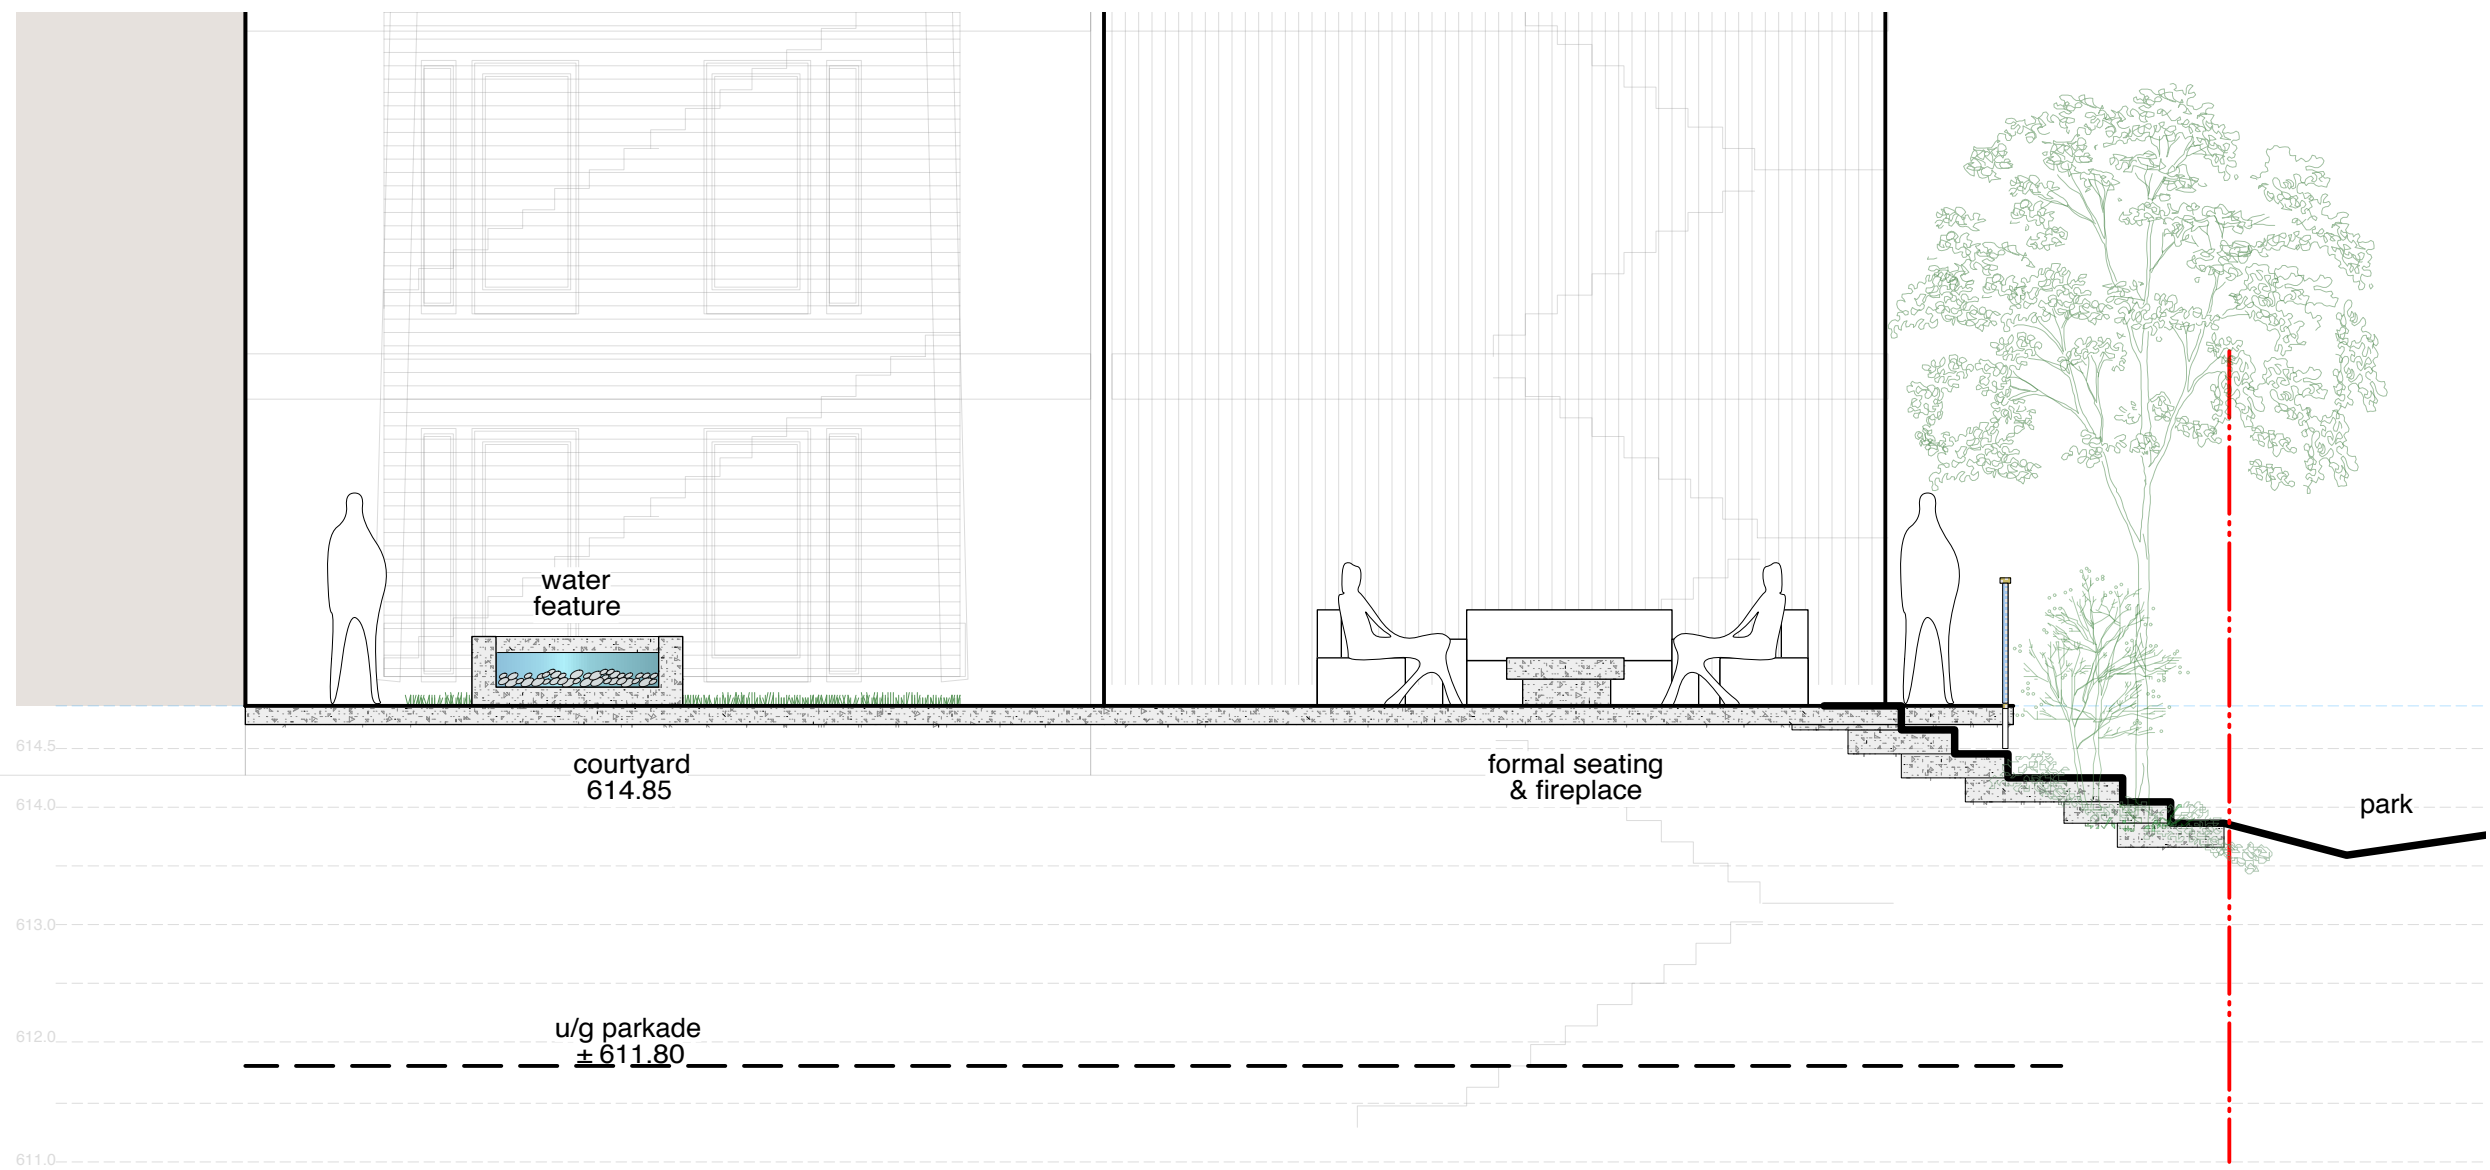 water
feature
614.5
courtyard
614.85
formal seating
& fireplace
614.0
park
613.0
612.0
u/g parkade
± 611.80
611.0